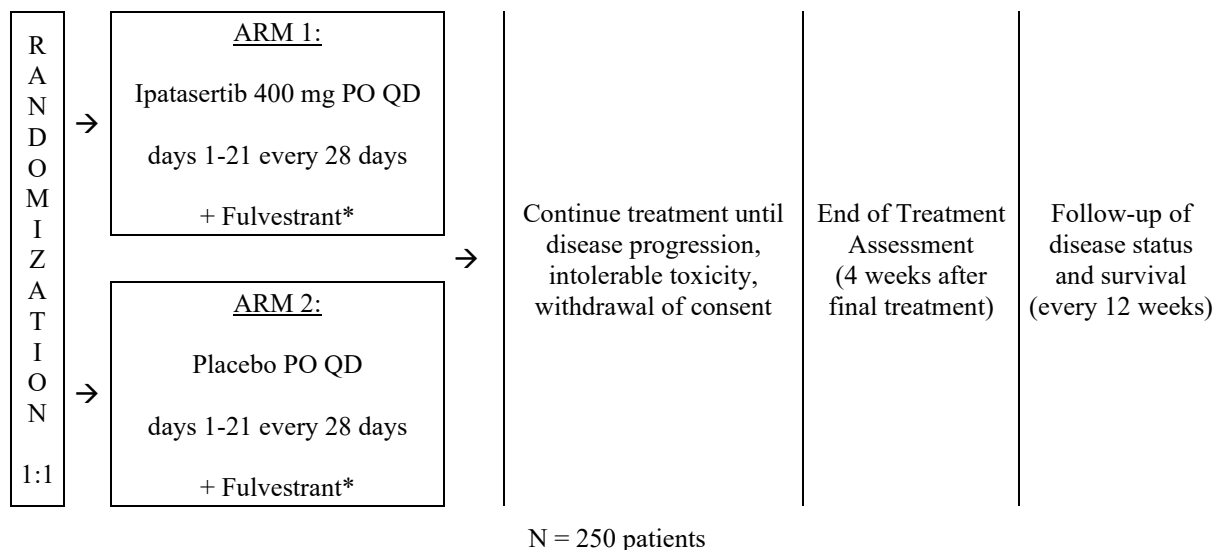 R
A
N
D
O
M
I
Z
A
T
I
O
N
1:1
→
ARM 1:
Ipatasertib 400 mg PO QD
days 1-21 every 28 days
+ Fulvestrant*
→
ARM 2:
Placebo PO QD
days 1-21 every 28 days
+ Fulvestrant*
→
Continue treatment until
disease progression,
intolerable toxicity,
withdrawal of consent
End of Treatment
Assessment
(4 weeks after
final treatment)
Follow-up of
disease status
and survival
(every 12 weeks)
N = 250 patients